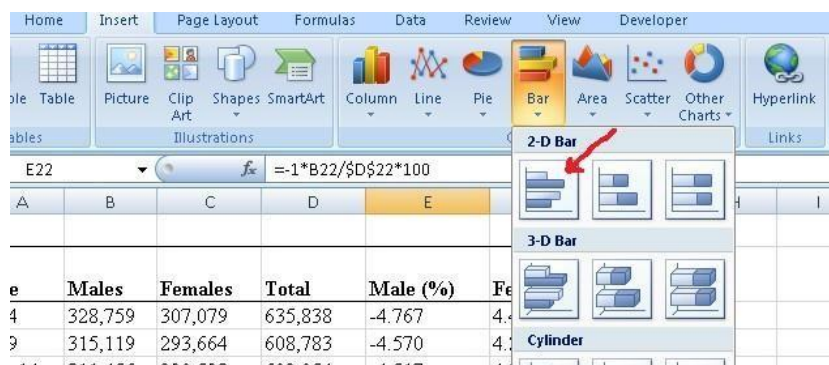 Home Insert Page Layout Formulas Data Review View Developer
Table Picture Clip Art Shapes SmartArt Column Line Pie Bar Area Scatter Other Charts Hyperlink
Illustrations Links
2-D Bar
E22 fx =-1*B22/$D$22*100
A B C D E H I
3-D Bar
Males Females Total Male (%)
4 328,759 307,079 635,838 -4.767
9 315,119 293,664 608,783 -4.570
Cylinder